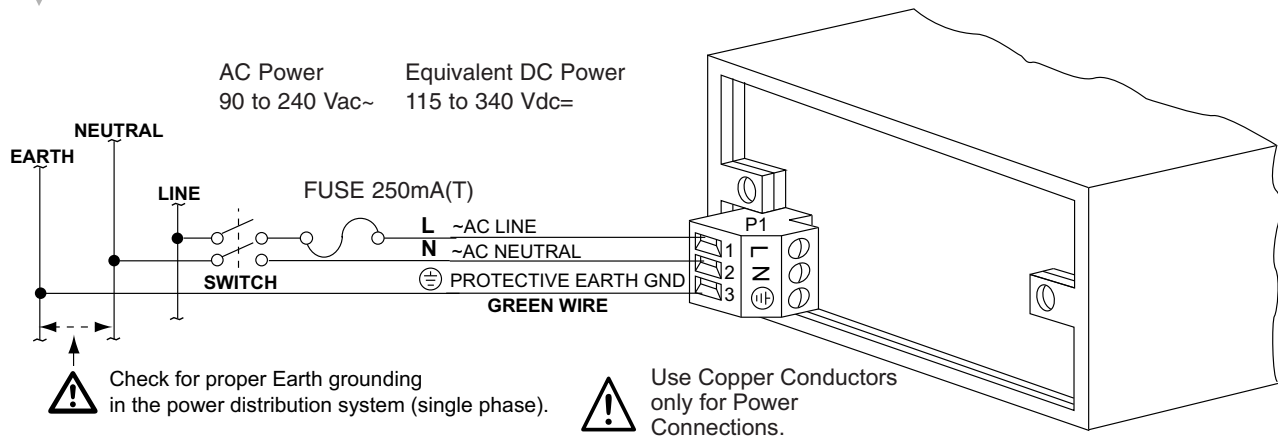 AC Power
90 to 240 Vac~
Equivalent DC Power
115 to 340 Vdc=
NEUTRAL
EARTH
LINE
FUSE 250mA(T)
SWITCH
L ~AC LINE
N ~AC NEUTRAL
PROTECTIVE EARTH GND
GREEN WIRE
P1
1 L
2 N
3
Check for proper Earth grounding
in the power distribution system (single phase).
Use Copper Conductors
only for Power
Connections.